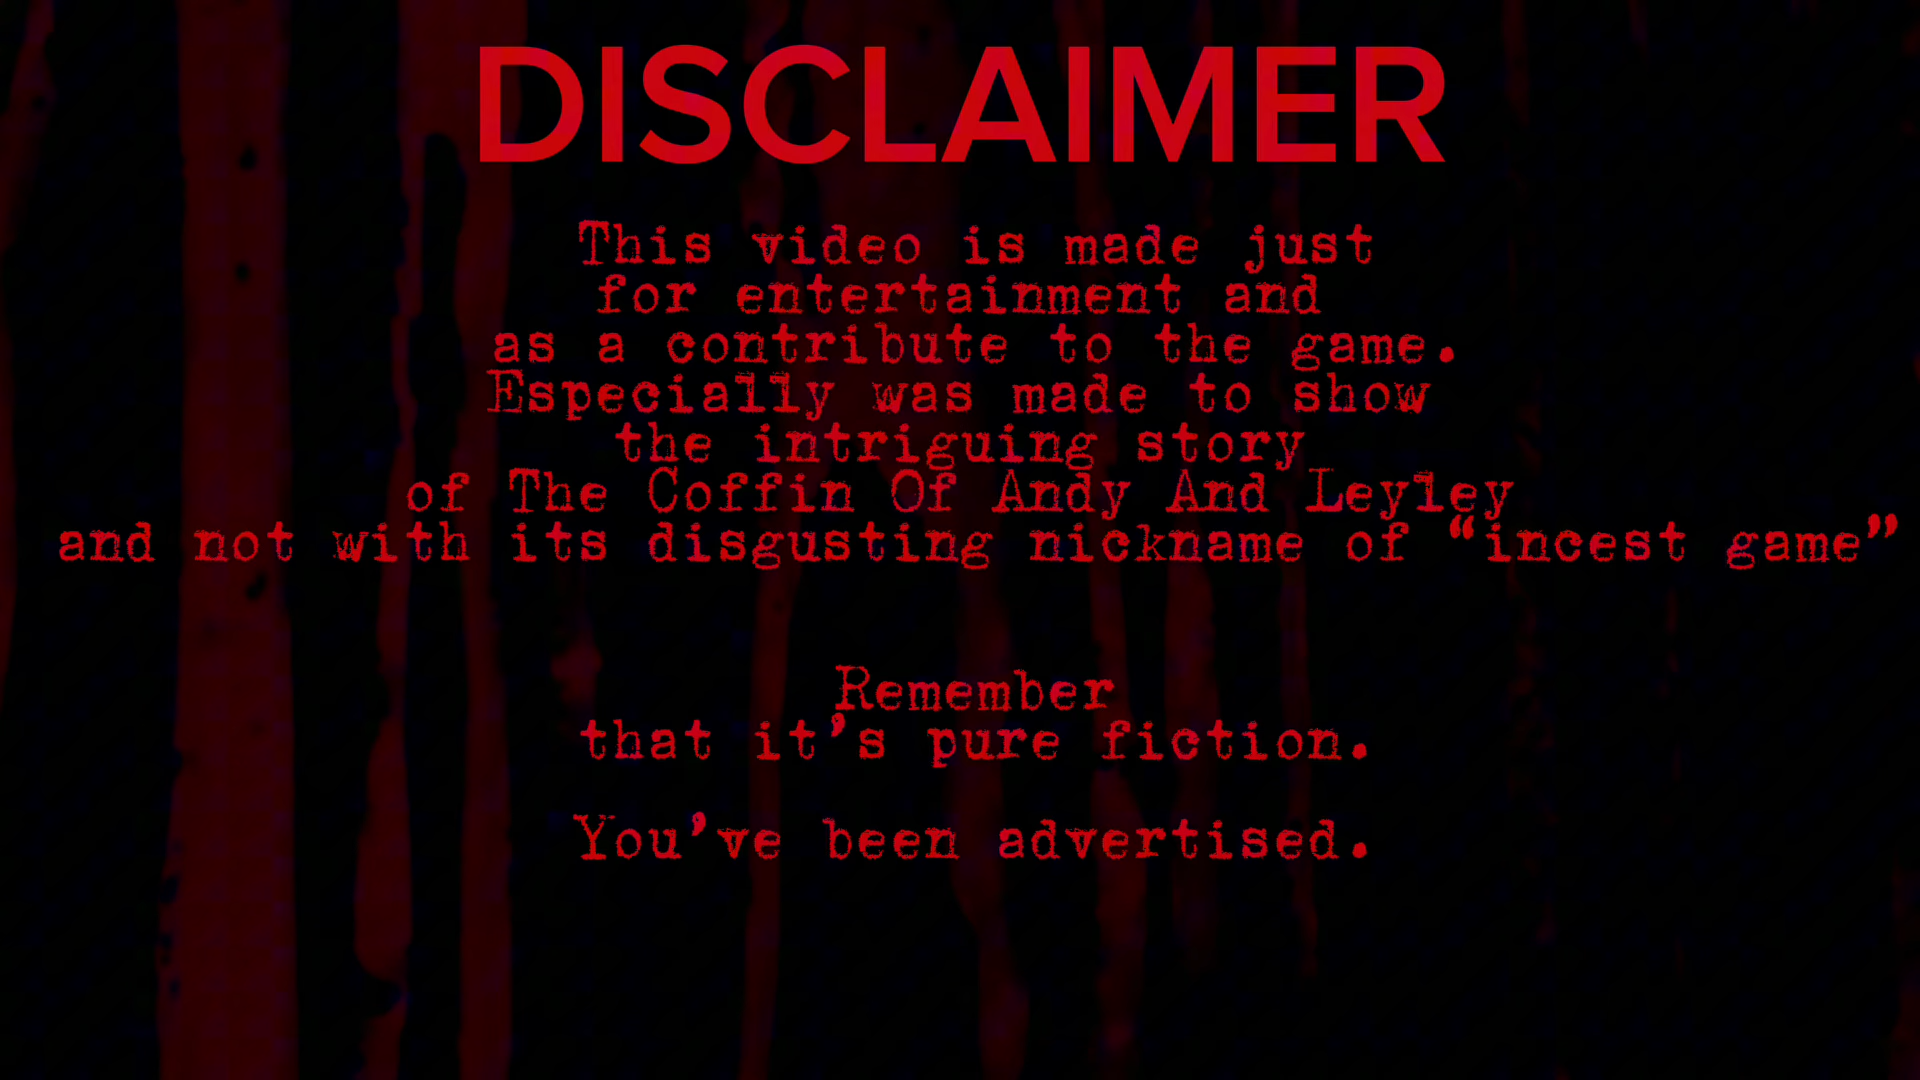 DISCLAIMER
This video is made just
for entertainment and
as a contribute to the game.
Especially was made to show
the intriguing story
of The Coffin Of Andy And Leyley
and not with its disgusting nickname of “incest game”
Remember
that it’s pure fiction.
You’ve been advertised.